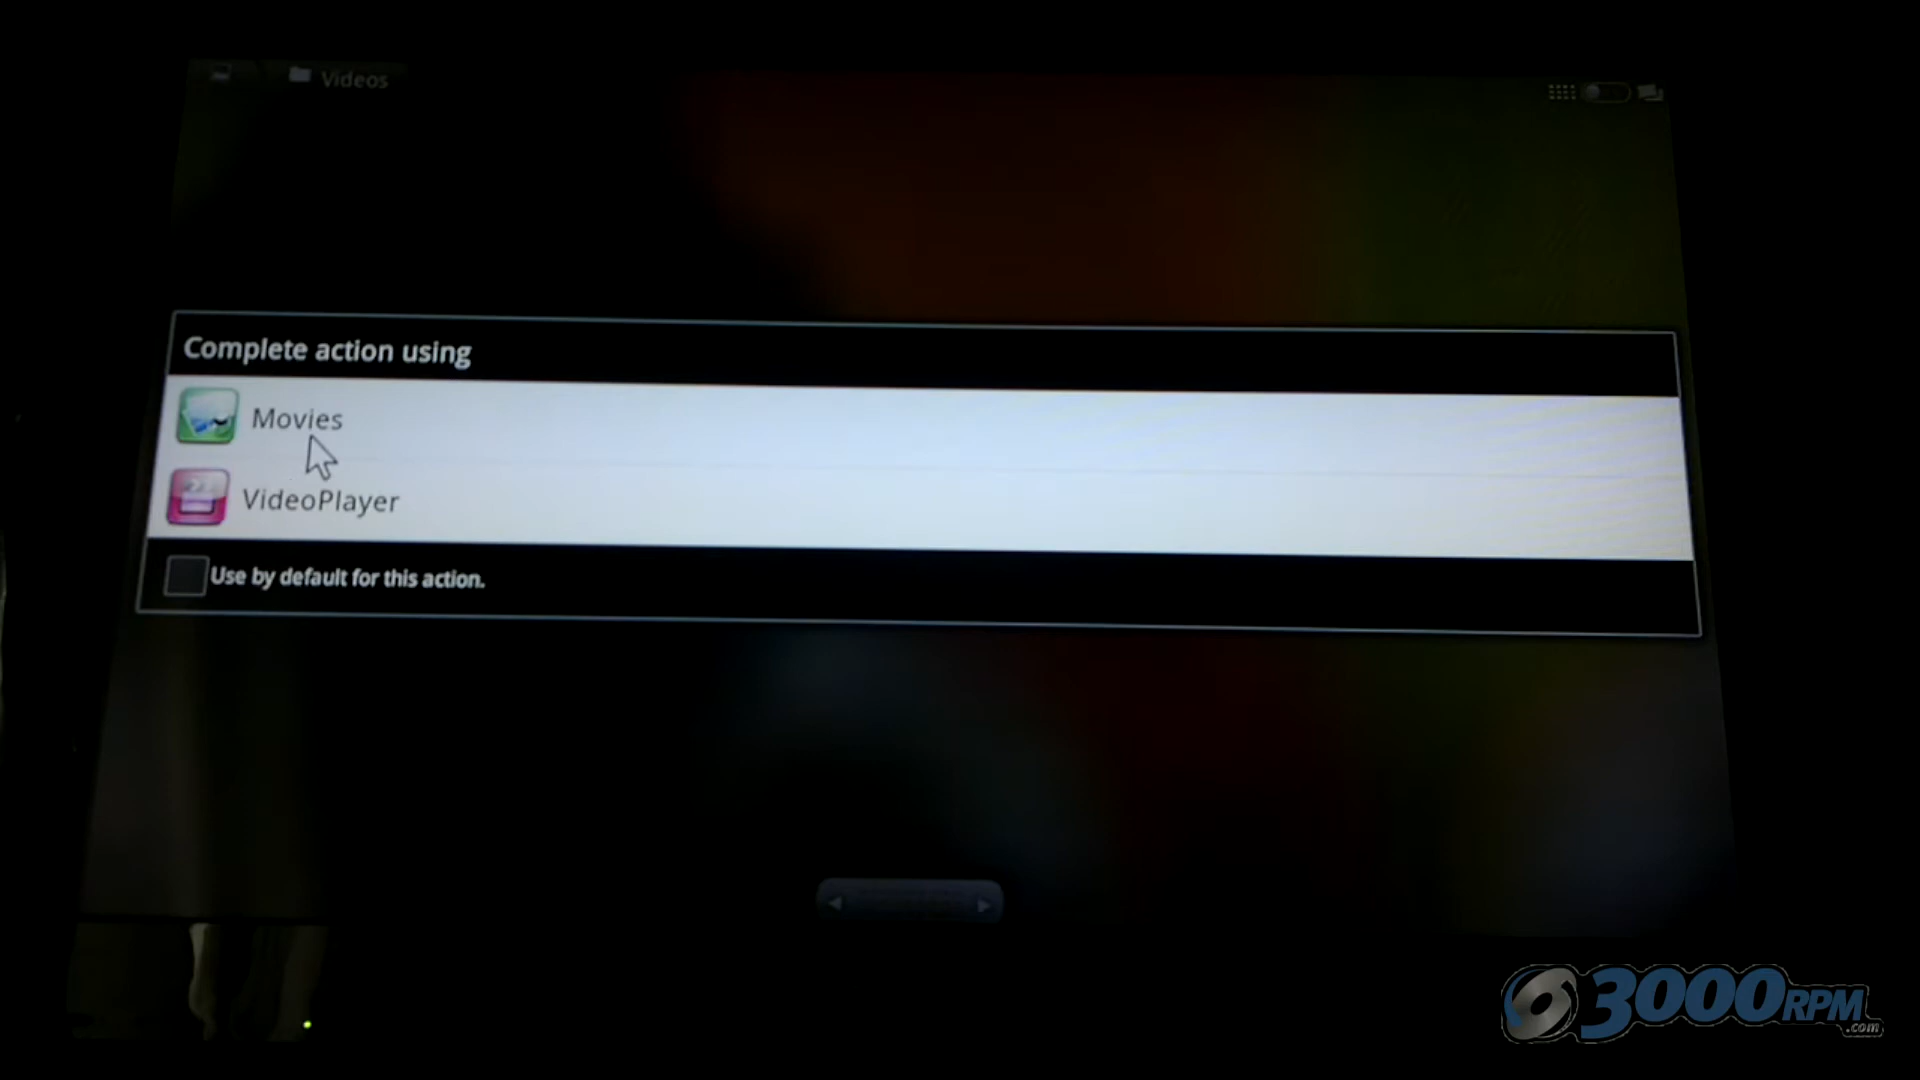 Videos
Complete action using
Movies
VideoPlayer
Use by default for this action.
3000RPM
.com